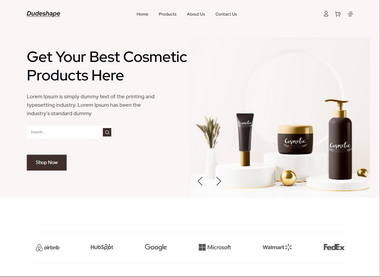 Dudeshape
Home Products About Us Contact Us
Get Your Best Cosmetic
Products Here
Lorem Ipsum is simply dummy text of the printing and
typesetting industry. Lorem Ipsum has been the
industry's standard dummy
Search...
Shop Now
Cosmetic
Cosmetic
Cosmetic
airbnb HubSpot Google Microsoft Walmart FedEx